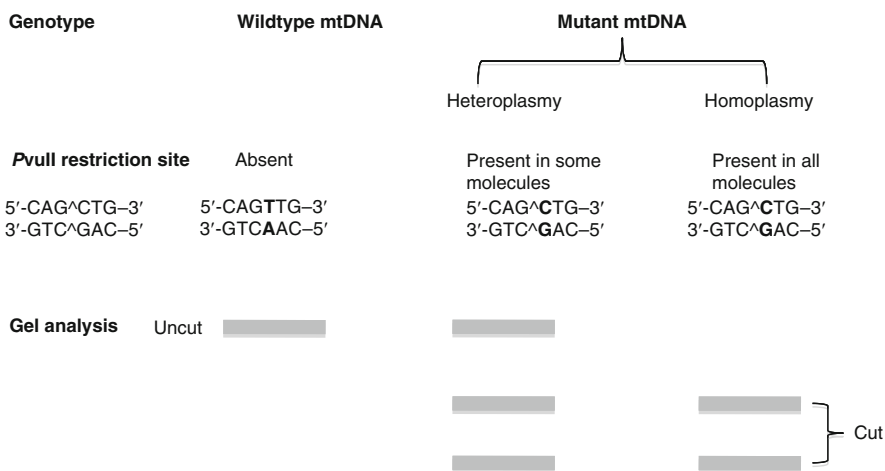 Genotype Wildtype mtDNA Mutant mtDNA
Heteroplasmy Homoplasmy
Pvull restriction site Absent Present in some molecules Present in all molecules
5′-CAG^CTG–3′ 5′-CAGTTG–3′ 5′-CAG^CTG–3′ 5′-CAG^CTG–3′
3′-GTC^GAC–5′ 3′-GTCAAC–5′ 3′-GTC^GAC–5′ 3′-GTC^GAC–5′
Gel analysis Uncut
Cut